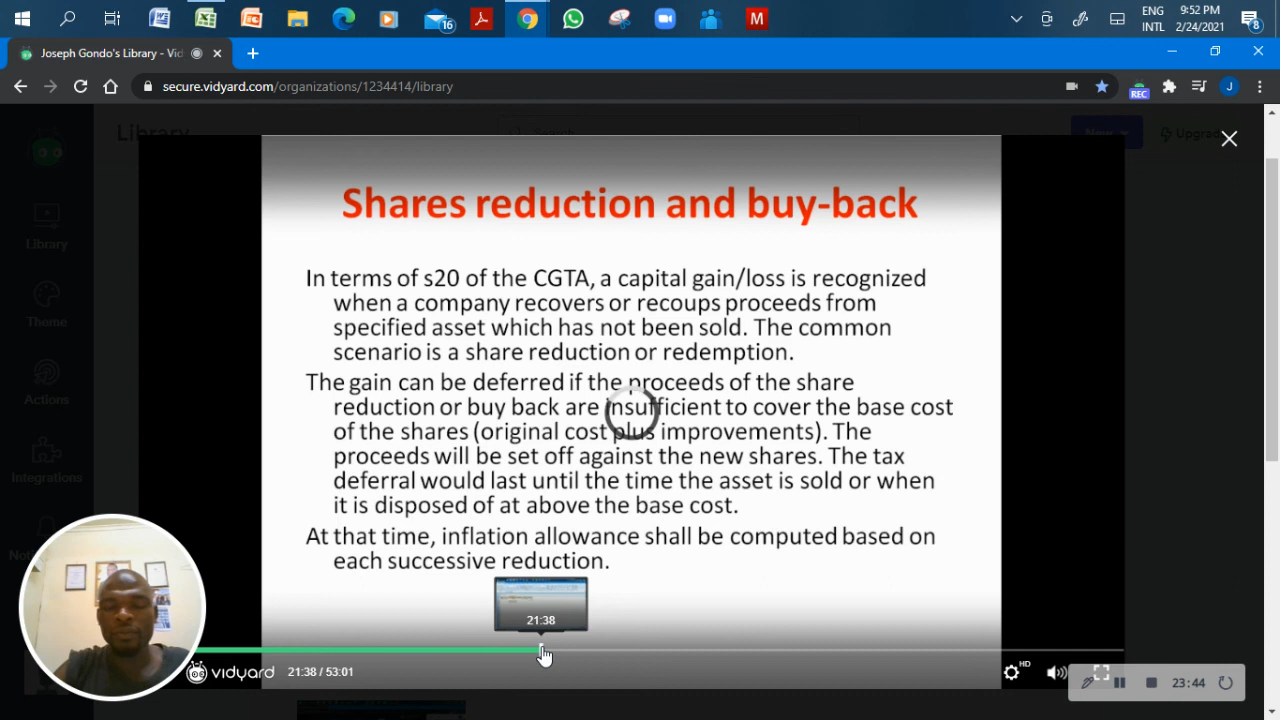 ENG
INTL
9:52 PM
2/24/2021
16
8
M
Joseph Gondo's Library - Vid
secure.vidyard.com/organizations/1234414/library
REC
J
Library
Search
New
Upgrade
Shares reduction and buy-back
In terms of s20 of the CGTA, a capital gain/loss is recognized
when a company recovers or recoups proceeds from
specified asset which has not been sold. The common
scenario is a share reduction or redemption.
The gain can be deferred if the proceeds of the share
reduction or buy back are insufficient to cover the base cost
of the shares (original cost plus improvements). The
proceeds will be set off against the new shares. The tax
deferral would last until the time the asset is sold or when
it is disposed of at above the base cost.
At that time, inflation allowance shall be computed based on
each successive reduction.
Library
Theme
Actions
Integrations
21:38
vidyard
21:38 / 53:01
HD
23:44